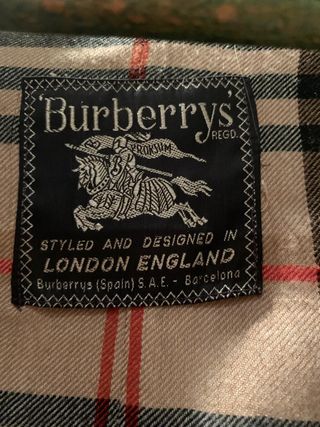 'Burberrys'
REGD.
PRORSUM
STYLED AND DESIGNED IN
LONDON ENGLAND
Burberrys (Spain) S.A.E. - Barcelona